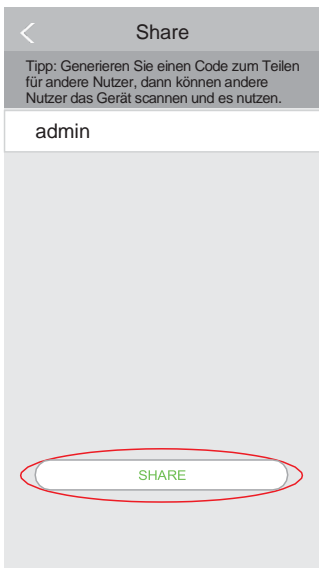 Share
Tipp: Generieren Sie einen Code zum Teilen
für andere Nutzer, dann können andere
Nutzer das Gerät scannen und es nutzen.
admin
SHARE